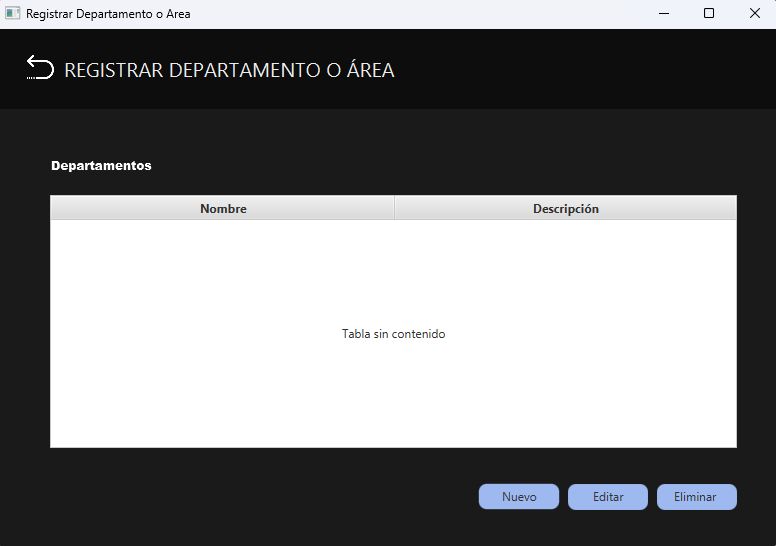 Registrar Departamento o Area
REGISTRAR DEPARTAMENTO O ÁREA
Departamentos
Nombre Descripción
Tabla sin contenido
Nuevo Editar Eliminar